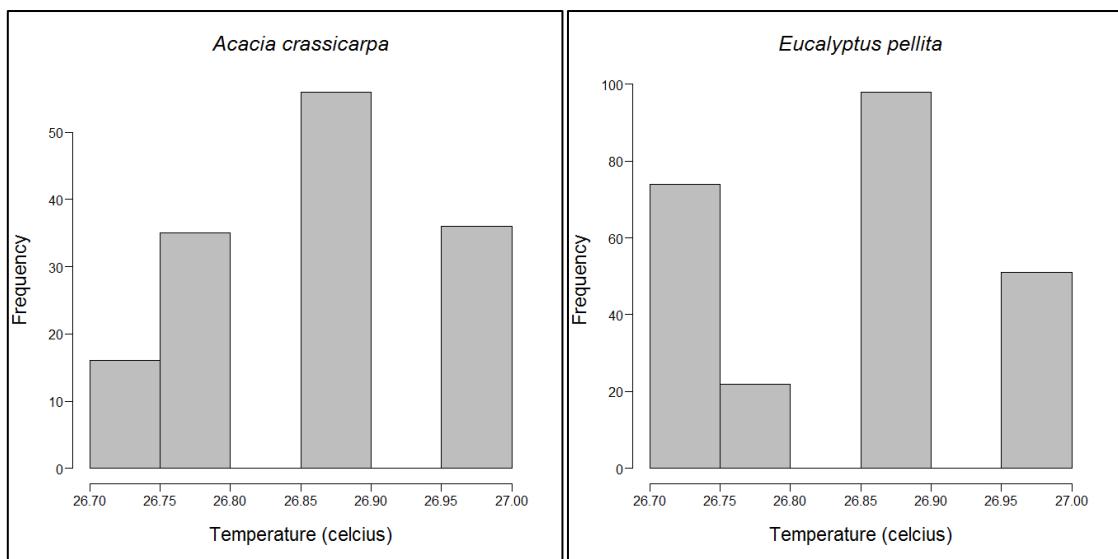 Acacia crassicarpa
Frequency
50
40
30
20
10
0
26.70 26.75 26.80 26.85 26.90 26.95 27.00
Temperature (celcius)
Eucalyptus pellita
Frequency
100
80
60
40
20
0
26.70 26.75 26.80 26.85 26.90 26.95 27.00
Temperature (celcius)